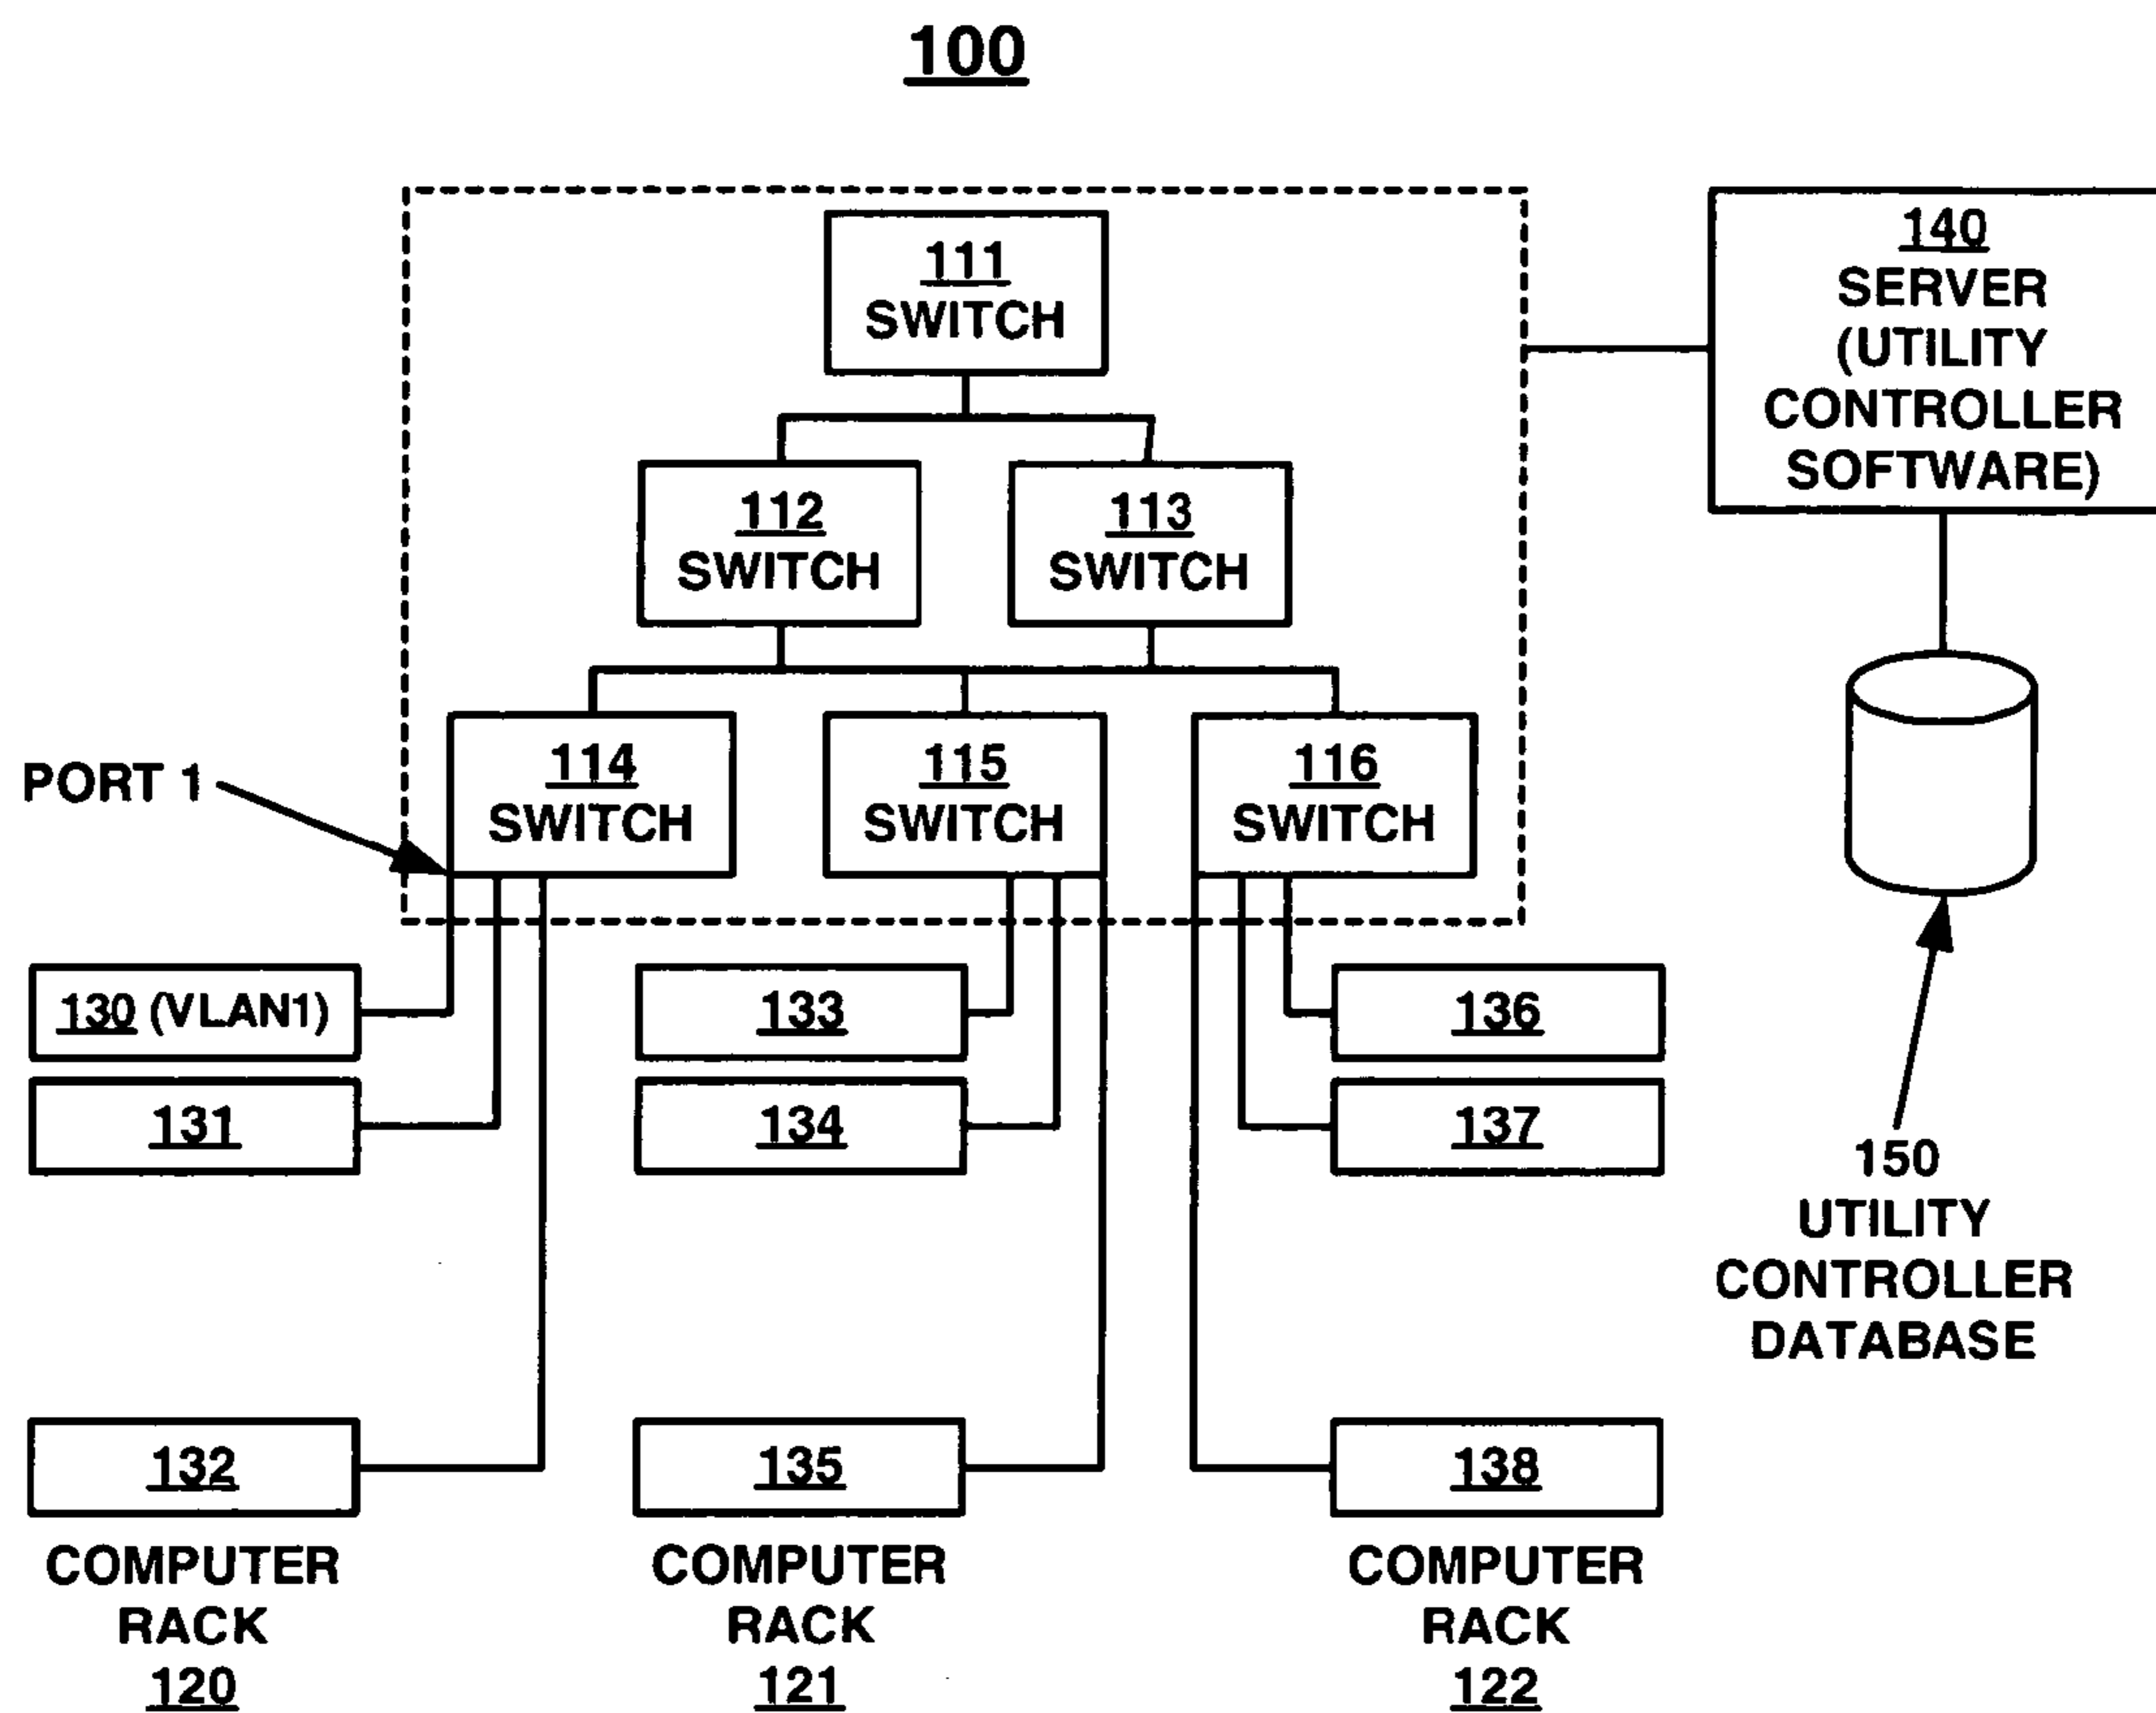 100
111
SWITCH
112
SWITCH
113
SWITCH
114
SWITCH
115
SWITCH
116
SWITCH
PORT 1
140
SERVER
(UTILITY
CONTROLLER
SOFTWARE)
130 (VLAN1)
131
132
133
134
135
136
137
138
150
UTILITY
CONTROLLER
DATABASE
COMPUTER
RACK
120
COMPUTER
RACK
121
COMPUTER
RACK
122